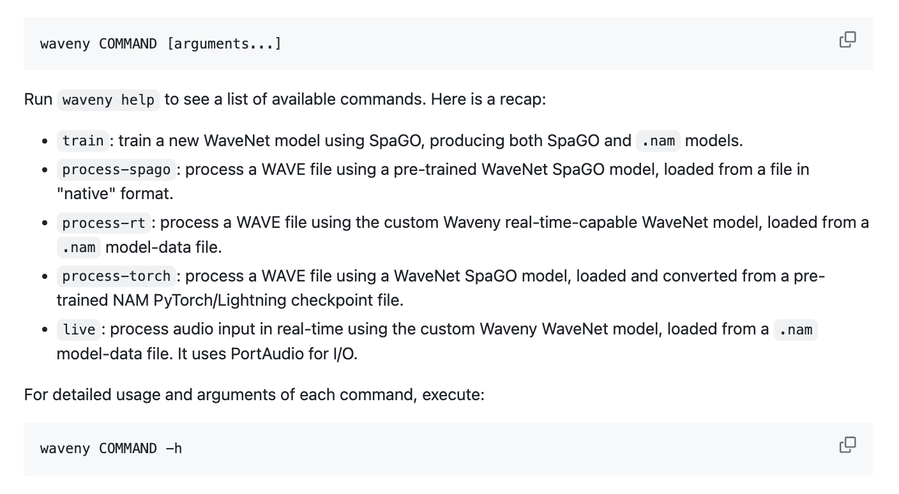 waveny COMMAND [arguments...]
Run waveny help to see a list of available commands. Here is a recap:
• train: train a new WaveNet model using SpaGO, producing both SpaGO and .nam models.
• process-spago: process a WAVE file using a pre-trained WaveNet SpaGO model, loaded from a file in
"native" format.
• process-rt: process a WAVE file using the custom Waveny real-time-capable WaveNet model, loaded from a
.nam model-data file.
• process-torch: process a WAVE file using a WaveNet SpaGO model, loaded and converted from a pre-
trained NAM PyTorch/Lightning checkpoint file.
• live: process audio input in real-time using the custom Waveny WaveNet model, loaded from a .nam
model-data file. It uses PortAudio for I/O.
For detailed usage and arguments of each command, execute:
waveny COMMAND -h